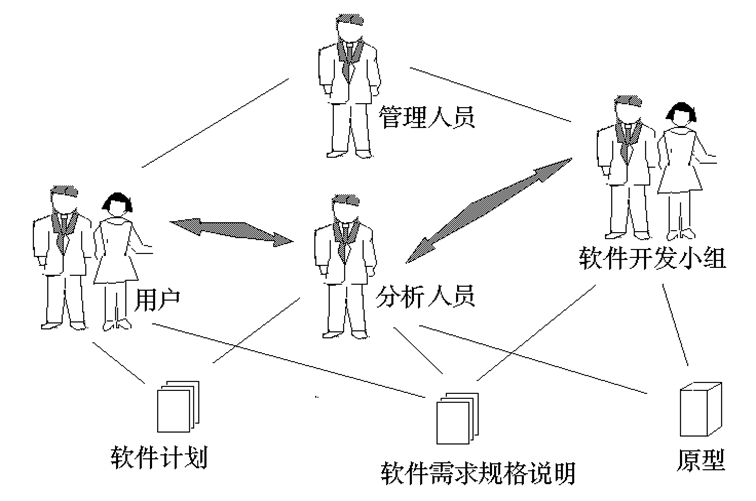 管理人员
软件开发小组
用户
分析人员
软件计划
软件需求规格说明
原型